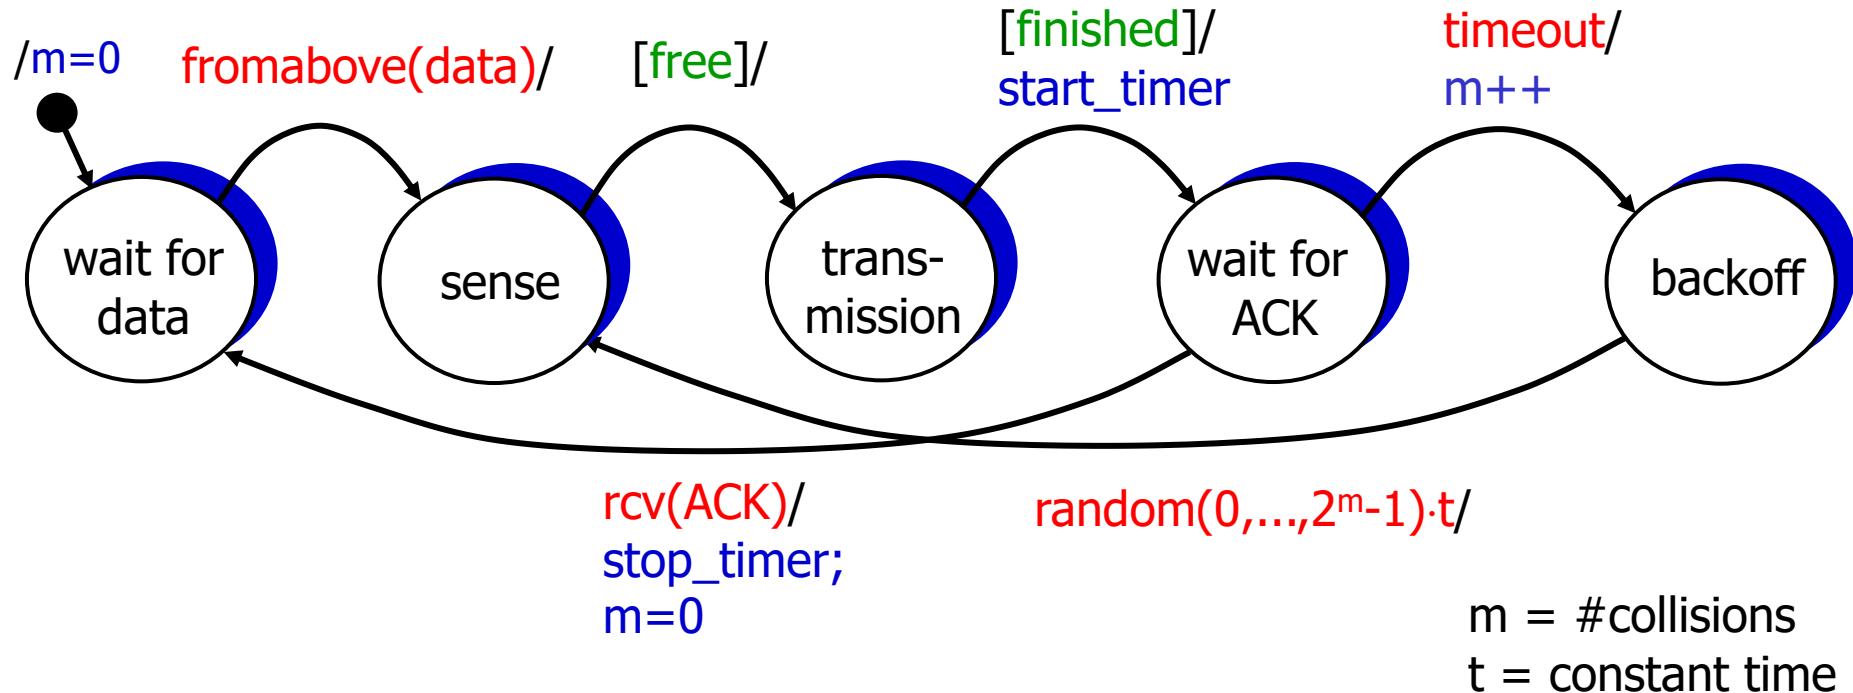 /m=0
fromabove(data)/
[free]/
[finished]/
start_timer
timeout/
m++
wait for
data
sense
trans-
mission
wait for
ACK
backoff
rcv(ACK)/
stop_timer;
m=0
random(0,...,2ᵐ-1)·t/
m = #collisions
t = constant time